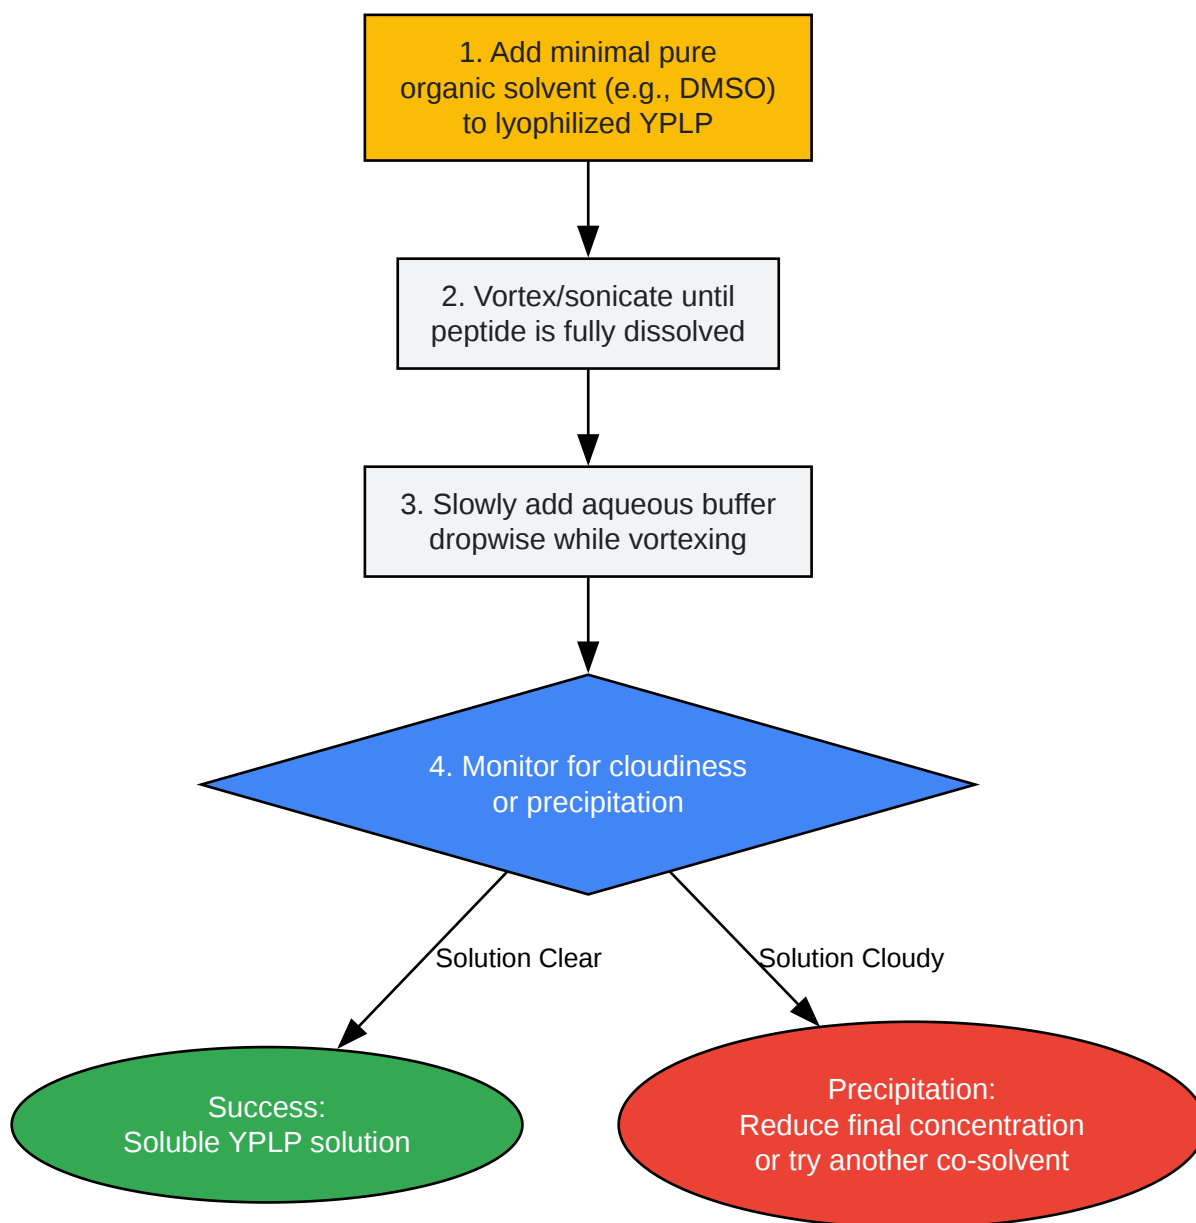 1. Add minimal pure
organic solvent (e.g., DMSO)
to lyophilized YPLP
2. Vortex/sonicate until
peptide is fully dissolved
3. Slowly add aqueous buffer
dropwise while vortexing
4. Monitor for cloudiness
or precipitation
Solution Clear
Solution Cloudy
Success:
Soluble YPLP solution
Precipitation:
Reduce final concentration
or try another co-solvent